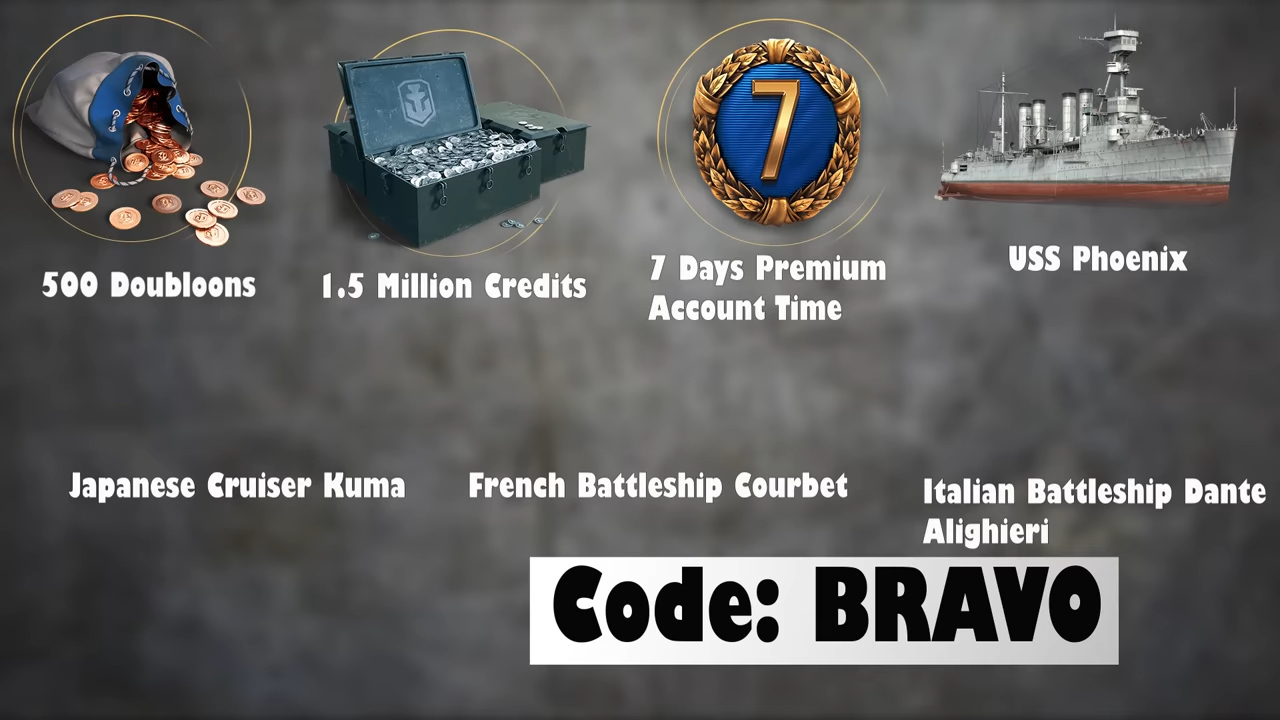 500 Doubloons
1.5 Million Credits
7
7 Days Premium
Account Time
USS Phoenix
Japanese Cruiser Kuma
French Battleship Courbet
Italian Battleship Dante
Alighieri
Code: BRAVO